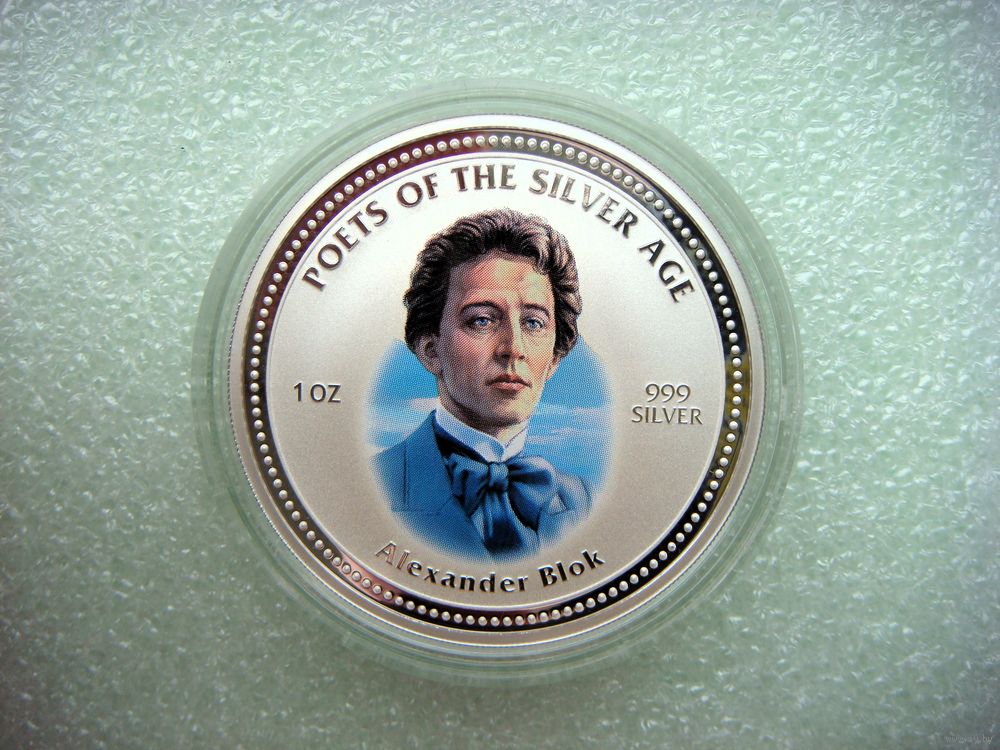 POETS OF THE SILVER AGE
1 OZ
999
SILVER
Alexander Blok